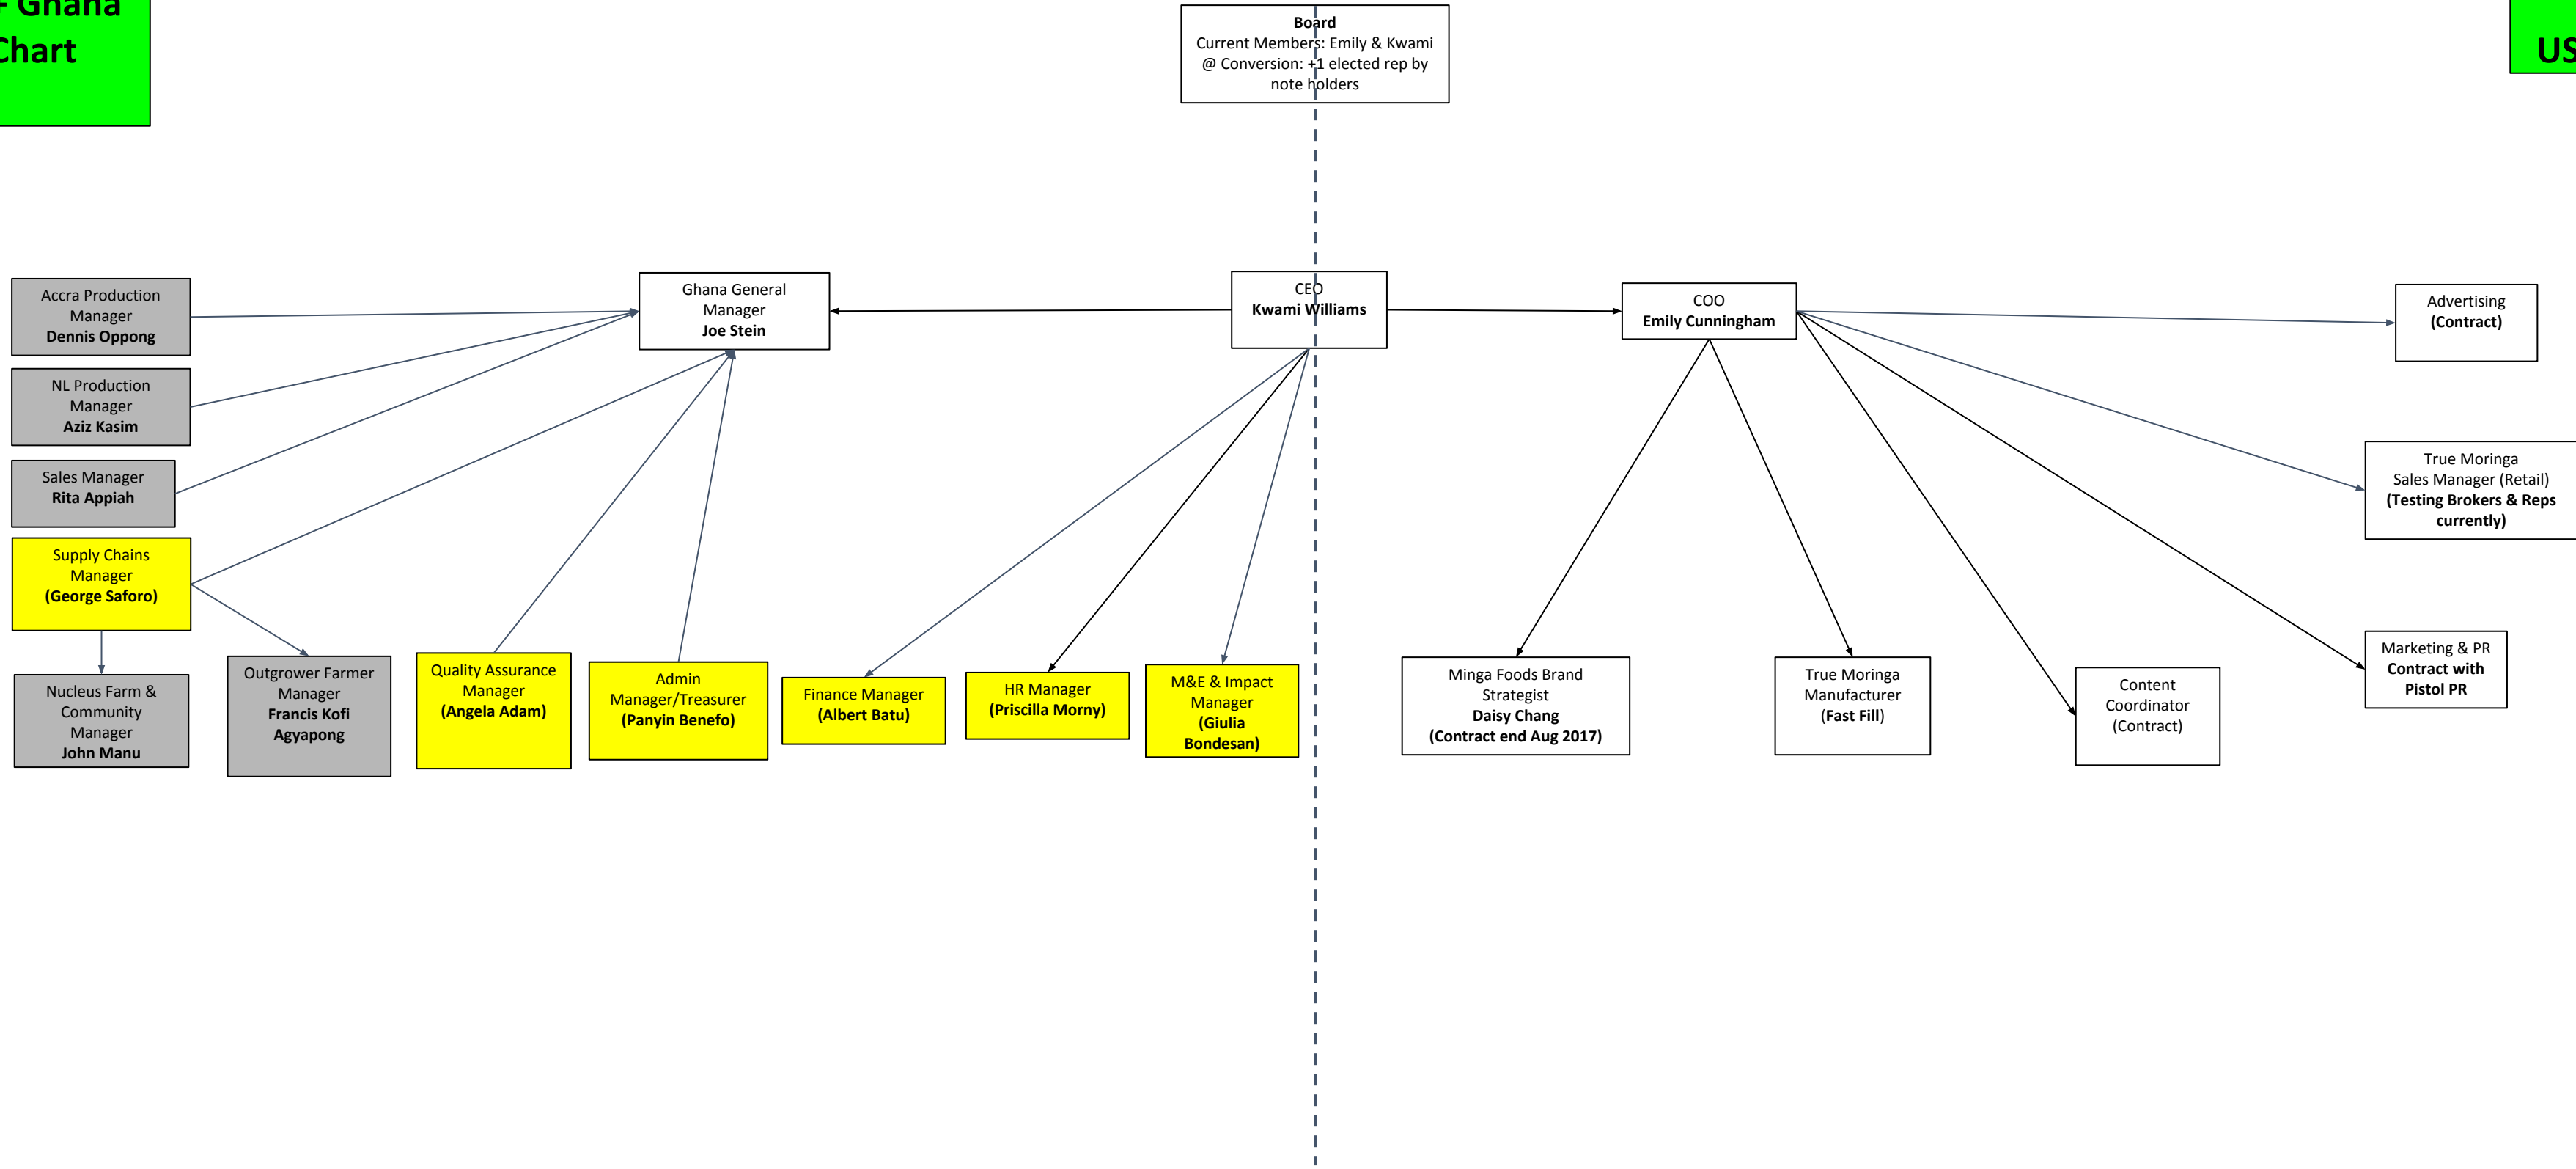 Ghana
Chart
Board
Current Members: Emily & Kwami
@ Conversion: +1 elected rep by
note holders
US
Accra Production
Manager
Dennis Oppong
Ghana General
Manager
Joe Stein
CEO
Kwami Williams
COO
Emily Cunningham
Advertising
(Contract)
NL Production
Manager
Aziz Kasim
Sales Manager
Rita Appiah
True Moringa
Sales Manager (Retail)
(Testing Brokers & Reps
currently)
Supply Chains
Manager
(George Saforo)
Nucleus Farm &
Community
Manager
John Manu
Outgrower Farmer
Manager
Francis Kofi
Agyapong
Quality Assurance
Manager
(Angela Adam)
Admin
Manager/Treasurer
(Panyin Benefo)
Finance Manager
(Albert Batu)
HR Manager
(Priscilla Morny)
M&E & Impact
Manager
(Giulia
Bondesan)
Minga Foods Brand
Strategist
Daisy Chang
(Contract end Aug 2017)
True Moringa
Manufacturer
(Fast Fill)
Content
Coordinator
(Contract)
Marketing & PR
Contract with
Pistol PR